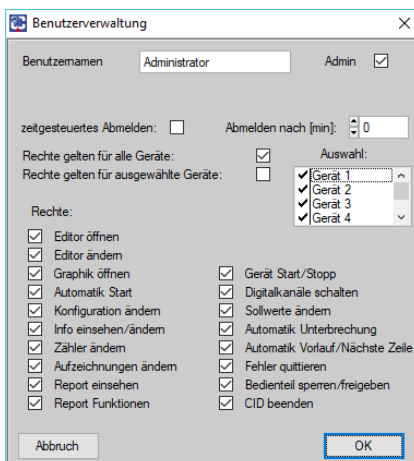 Benutzerverwaltung
Benutzernamen Administrator Admin
zeitgesteuertes Abmelden: Abmelden nach [min]: 0
Rechte gelten für alle Geräte: Auswahl:
Rechte gelten für ausgewählte Geräte:
Gerät 1
Gerät 2
Gerät 3
Gerät 4
Rechte:
Editor öffnen
Editor ändern
Graphik öffnen Gerät Start/Stopp
Automatik Start Digitalkanäle schalten
Konfiguration ändern Sollwerte ändern
Info einsehen/ändern Automatik Unterbrechung
Zähler ändern Automatik Vorlauf/Nächste Zeile
Aufzeichnungen ändern Fehler quittieren
Report einsehen Bedienteil sperren/freigeben
Report Funktionen CID beenden
Abbruch OK